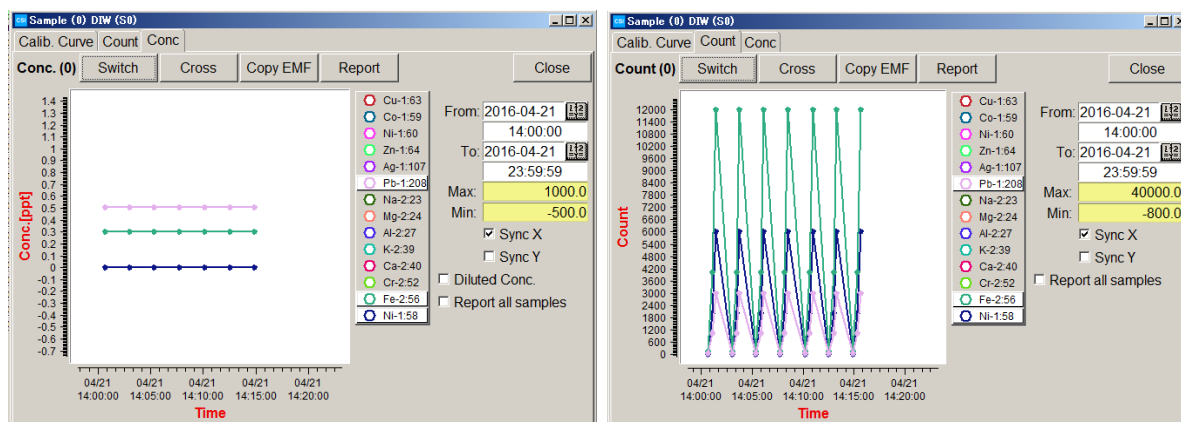 CSI Sample (0) DIW (S0)
Calib. Curve Count Conc
Conc. (0) Switch Cross Copy EMF Report Close
1.4
1.3
1.2
1.1
1
0.9
0.8
0.7
0.6
0.5
0.4
0.3
0.2
0.1
0
-0.1
-0.2
-0.3
-0.4
-0.5
-0.6
-0.7
Conc.[ppt]
04/21 04/21 04/21 04/21 04/21
14:00:00 14:05:00 14:10:00 14:15:00 14:20:00
Time
Cu-1:63
Co-1:59
Ni-1:60
Zn-1:64
Ag-1:107
Pb-1:208
Na-2:23
Mg-2:24
Al-2:27
K-2:39
Ca-2:40
Cr-2:52
Fe-2:56
Ni-1:58
From: 2016-04-21
14:00:00
To: 2016-04-21
23:59:59
Max: 1000.0
Min: -500.0
Sync X
Sync Y
Diluted Conc.
Report all samples
CSI Sample (0) DIW (S0)
Calib. Curve Count Conc
Count (0) Switch Cross Copy EMF Report Close
12000
11400
10800
10200
9600
9000
8400
7800
7200
6600
6000
5400
4800
4200
3600
3000
2400
1800
1200
600
0
Count
04/21 04/21 04/21 04/21 04/21
14:00:00 14:05:00 14:10:00 14:15:00 14:20:00
Time
Cu-1:63
Co-1:59
Ni-1:60
Zn-1:64
Ag-1:107
Pb-1:208
Na-2:23
Mg-2:24
Al-2:27
K-2:39
Ca-2:40
Cr-2:52
Fe-2:56
Ni-1:58
From: 2016-04-21
14:00:00
To: 2016-04-21
23:59:59
Max: 40000.0
Min: -800.0
Sync X
Sync Y
Report all samples